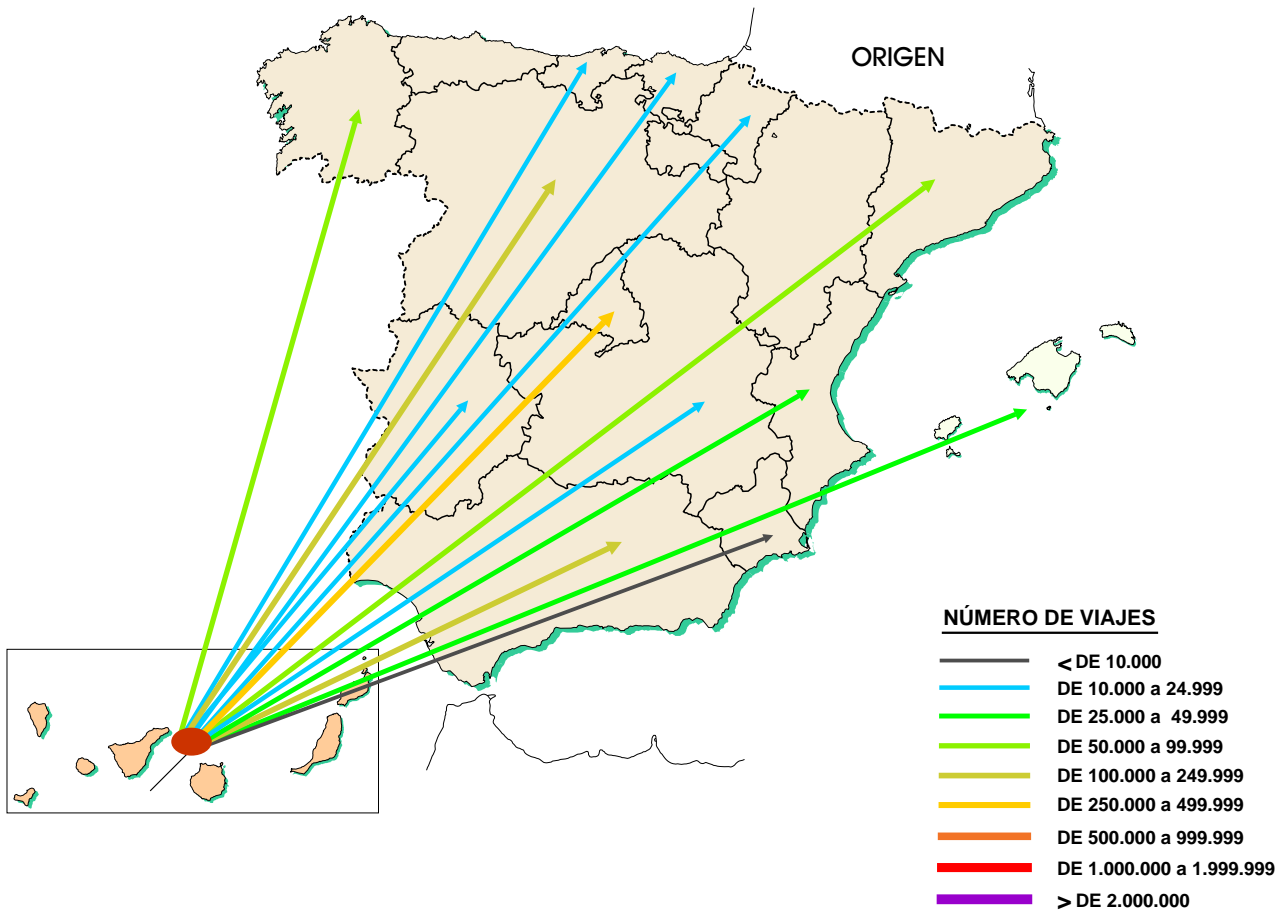 ORIGEN
NÚMERO DE VIAJES
< DE 10.000
DE 10.000 a 24.999
DE 25.000 a 49.999
DE 50.000 a 99.999
DE 100.000 a 249.999
DE 250.000 a 499.999
DE 500.000 a 999.999
DE 1.000.000 a 1.999.999
> DE 2.000.000